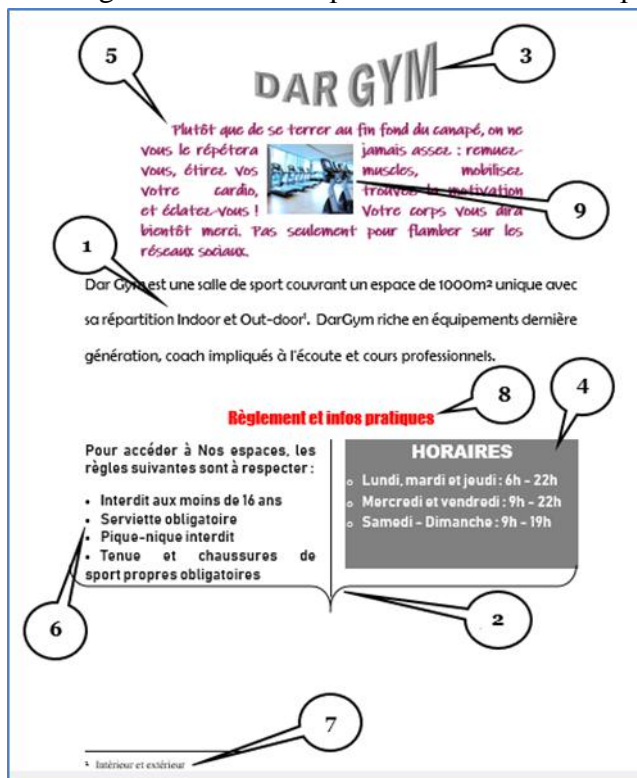 5
3
DAR GYM
Plutôt que de se terrer au fin fond du canapé, on ne
vous le répétera jamais assez : remuez-
vous, étirez vos muscles, mobilisez
votre cardio, trouvez la motivation
et éclatez-vous ! Votre corps vous dira
bientôt merci. Pas seulement pour flamber sur les
réseaux sociaux.
9
1
Dar Gym est une salle de sport couvrant un espace de 1000m² unique avec
sa répartition Indoor et Out-door¹. DarGym riche en équipements dernière
génération, coach impliqués à l'écoute et cours professionnels.
8
4
Règlement et infos pratiques
Pour accéder à Nos espaces, les
règles suivantes sont à respecter :
• Interdit aux moins de 16 ans
• Serviette obligatoire
• Pique-nique interdit
• Tenue et chaussures de
sport propres obligatoires
HORAIRES
o Lundi, mardi et jeudi : 6h - 22h
o Mercredi et vendredi : 9h - 22h
o Samedi - Dimanche : 9h - 19h
6
2
7
¹ Intérieur et extérieur